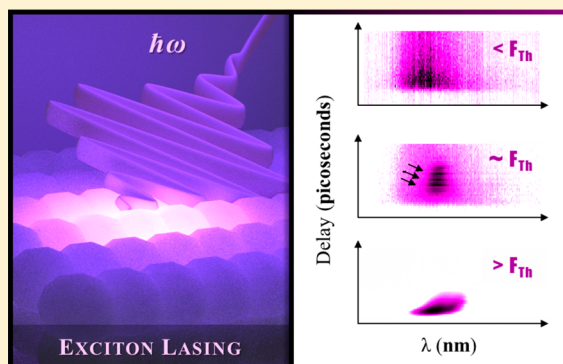 ħω
EXCITON LASING
< F_Th
~ F_Th
> F_Th
Delay (picoseconds)
λ (nm)